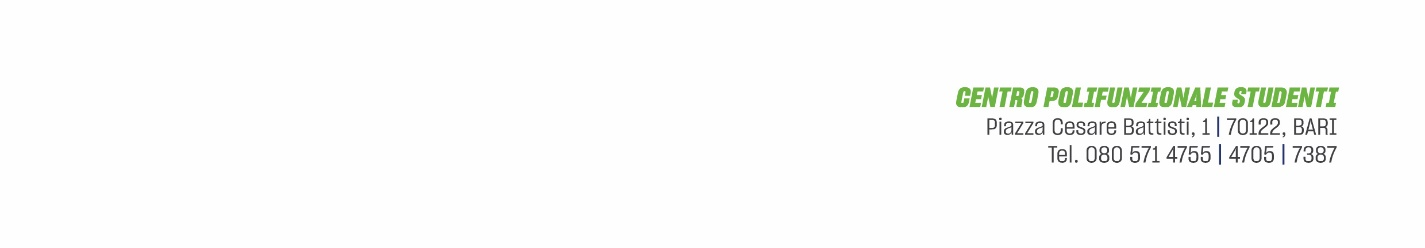 CENTRO POLIFUNZIONALE STUDENTI
Piazza Cesare Battisti, 1 | 70122, BARI
Tel. 080 571 4755 | 4705 | 7387